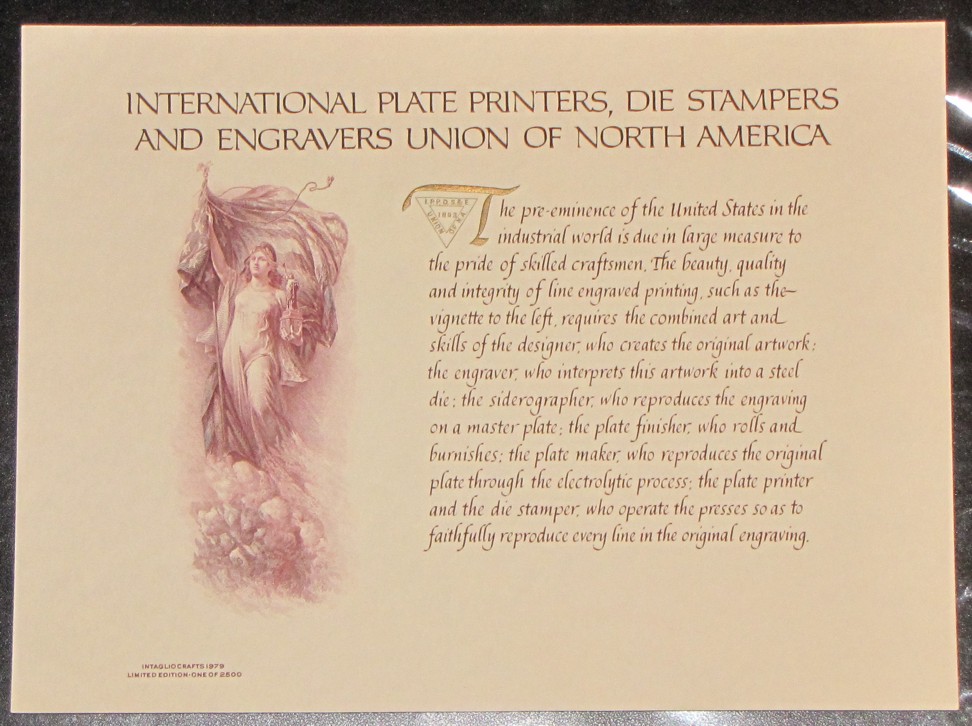 INTERNATIONAL PLATE PRINTERS, DIE STAMPERS
AND ENGRAVERS UNION OF NORTH AMERICA
I.P.P.D.S.& E.
1893
UNION OF N.A.
The pre-eminence of the United States in the
industrial world is due in large measure to
the pride of skilled craftsmen. The beauty, quality
and integrity of line engraved printing, such as the
vignette to the left, requires the combined art and
skills of the designer, who creates the original artwork;
the engraver, who interprets this artwork into a steel
die; the siderographer, who reproduces the engraving
on a master plate; the plate finisher, who rolls and
burnishes; the plate maker, who reproduces the original
plate through the electrolytic process; the plate printer
and the die stamper, who operate the presses so as to
faithfully reproduce every line in the original engraving.
INTAGLIO CRAFTS 1979
LIMITED EDITION-ONE OF 2500